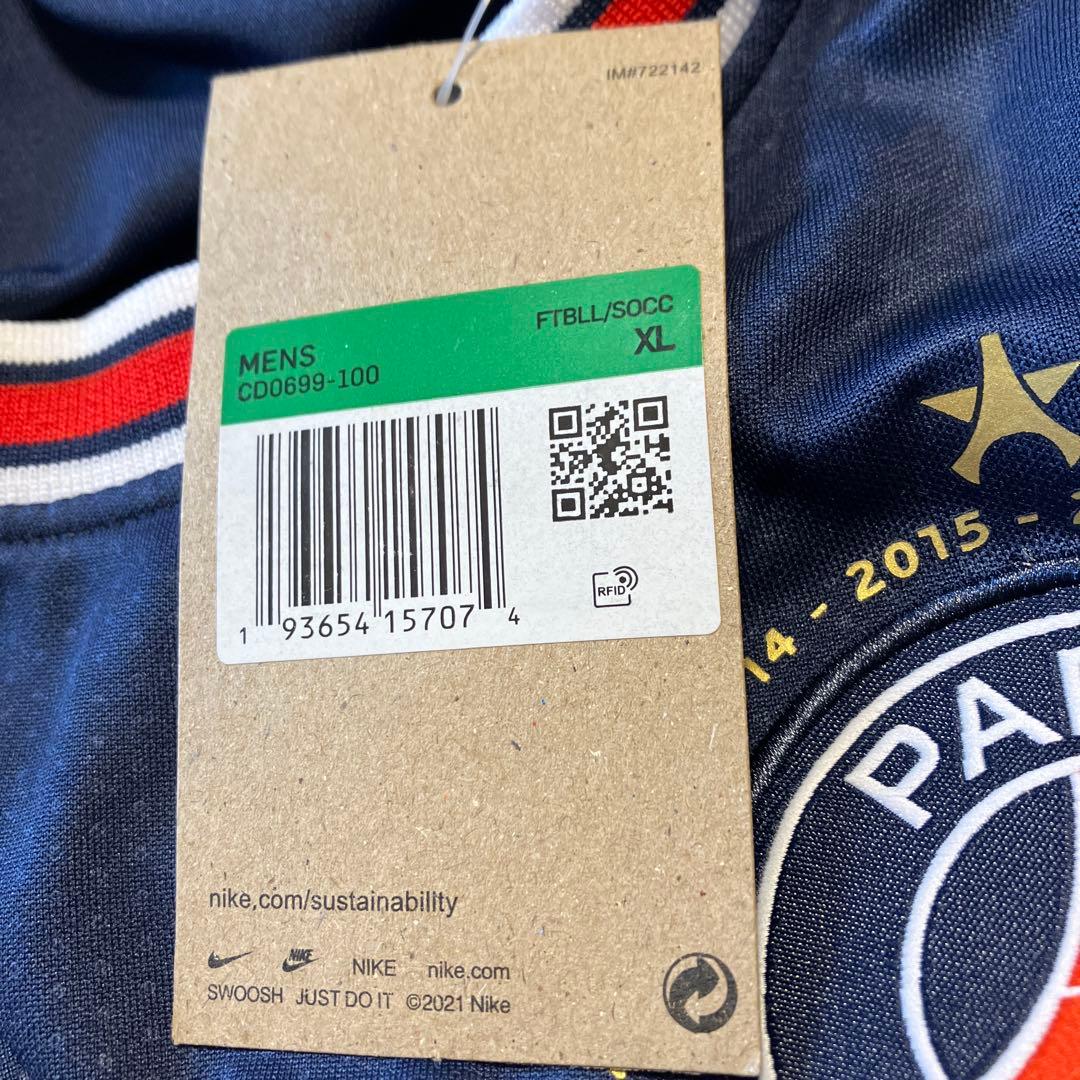 IM#722142
FTBLL/SOCC
XL
MENS
CD0699-100
RFID
1 93654 15707 4
14 - 2015 -
PA
nike.com/sustainability
NIKE
NIKE nike.com
SWOOSH JUST DO IT ©2021 Nike